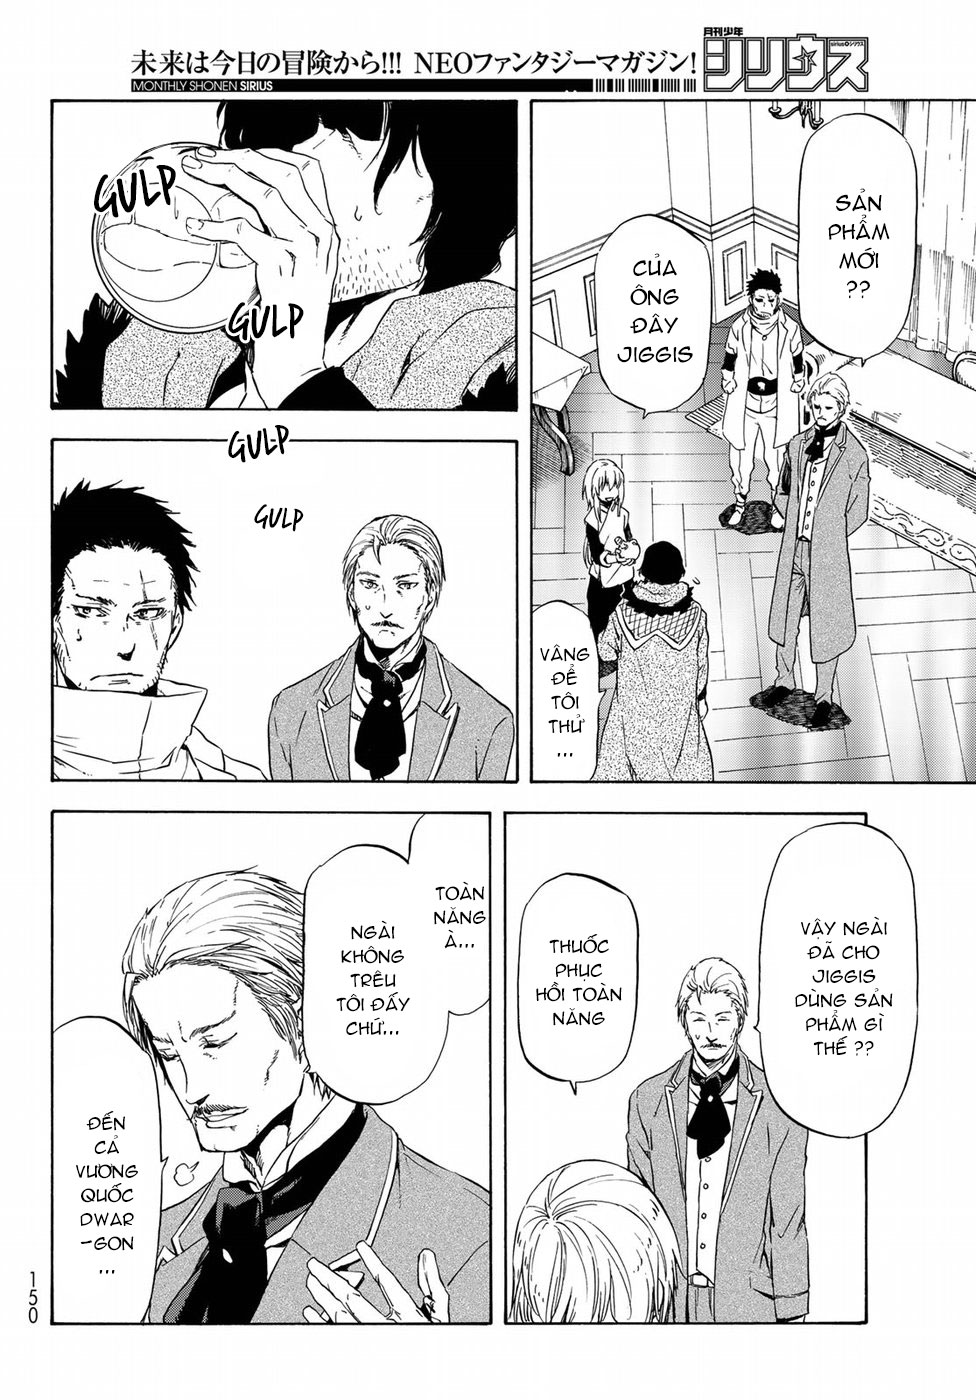 未来は今日の冒険から!!! NEOファンタジーマガジン!
月刊少年
シリウス
MONTHLY SHONEN SIRIUS
SẢN
PHẨM
MỚI
??
CỦA
ÔNG
ĐÂY
JIGGIS
VÂNG
ĐỂ
TÔI
THỬ
...
GULP
GULP
GULP
GULP
VẬY NGÀI
ĐÃ CHO
JIGGIS
DÙNG SẢN
PHẨM GÌ
THẾ ??
THUỐC
PHỤC
HỒI TOÀN
NĂNG
TOÀN
NĂNG
À...
NGÀI
KHÔNG
TRÊU
TÔI ĐẤY
CHỨ...
ĐẾN
CẢ
VƯƠNG
QUỐC
DWAR
-GON
...
150